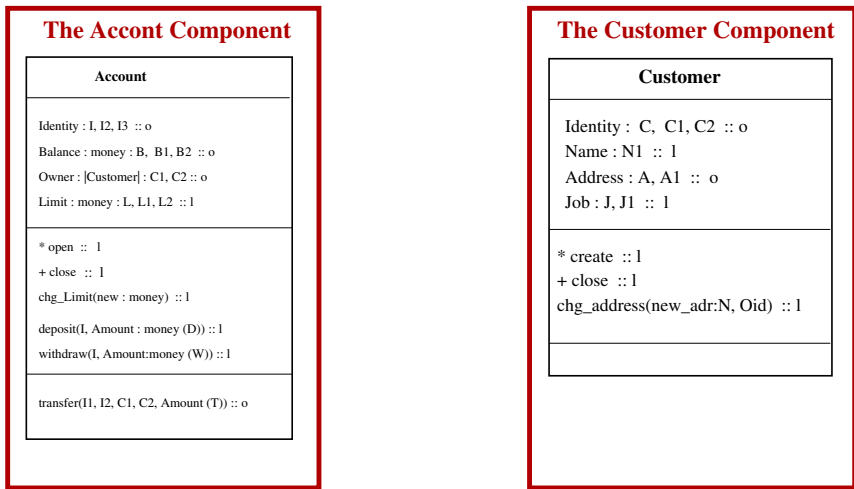 The Accont Component
Account
Identity : I, I2, I3 :: o
Balance : money : B, B1, B2 :: o
Owner : |Customer| : C1, C2 :: o
Limit : money : L, L1, L2 :: l
* open :: l
+ close :: l
chg_Limit(new : money) :: l
deposit(I, Amount : money (D)) :: l
withdraw(I, Amount:money (W)) :: l
transfer(I1, I2, C1, C2, Amount (T)) :: o
The Customer Component
Customer
Identity : C, C1, C2 :: o
Name : N1 :: l
Address : A, A1 :: o
Job : J, J1 :: l
* create :: l
+ close :: l
chg_address(new_adr:N, Oid) :: l